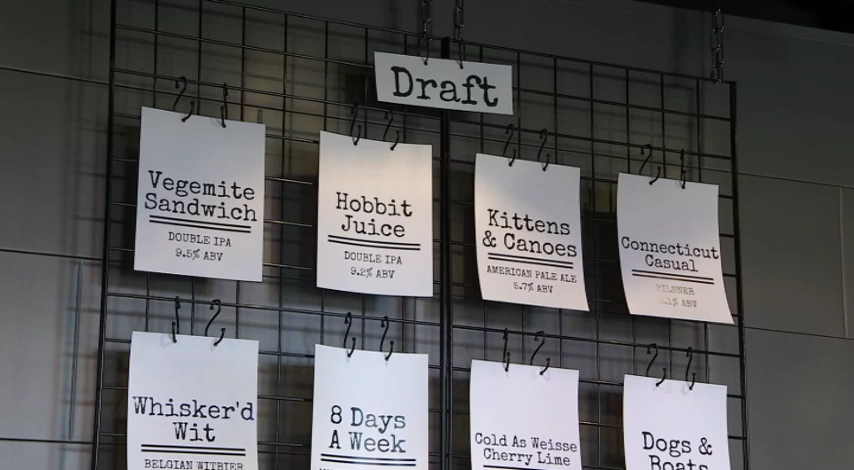 Draft
Vegemite
Sandwich
DOUBLE IPA
9.5% ABV
Hobbit
Juice
DOUBLE IPA
9.2% ABV
Kittens
& Canoes
AMERICAN PALE ALE
5.7% ABV
Connecticut
Casual
PILSNER
ABV
Whisker'd
Wit
BELGIAN WITBIER
8 Days
A Week
Cold As Weisse
Cherry Lime
Dogs &
Boats